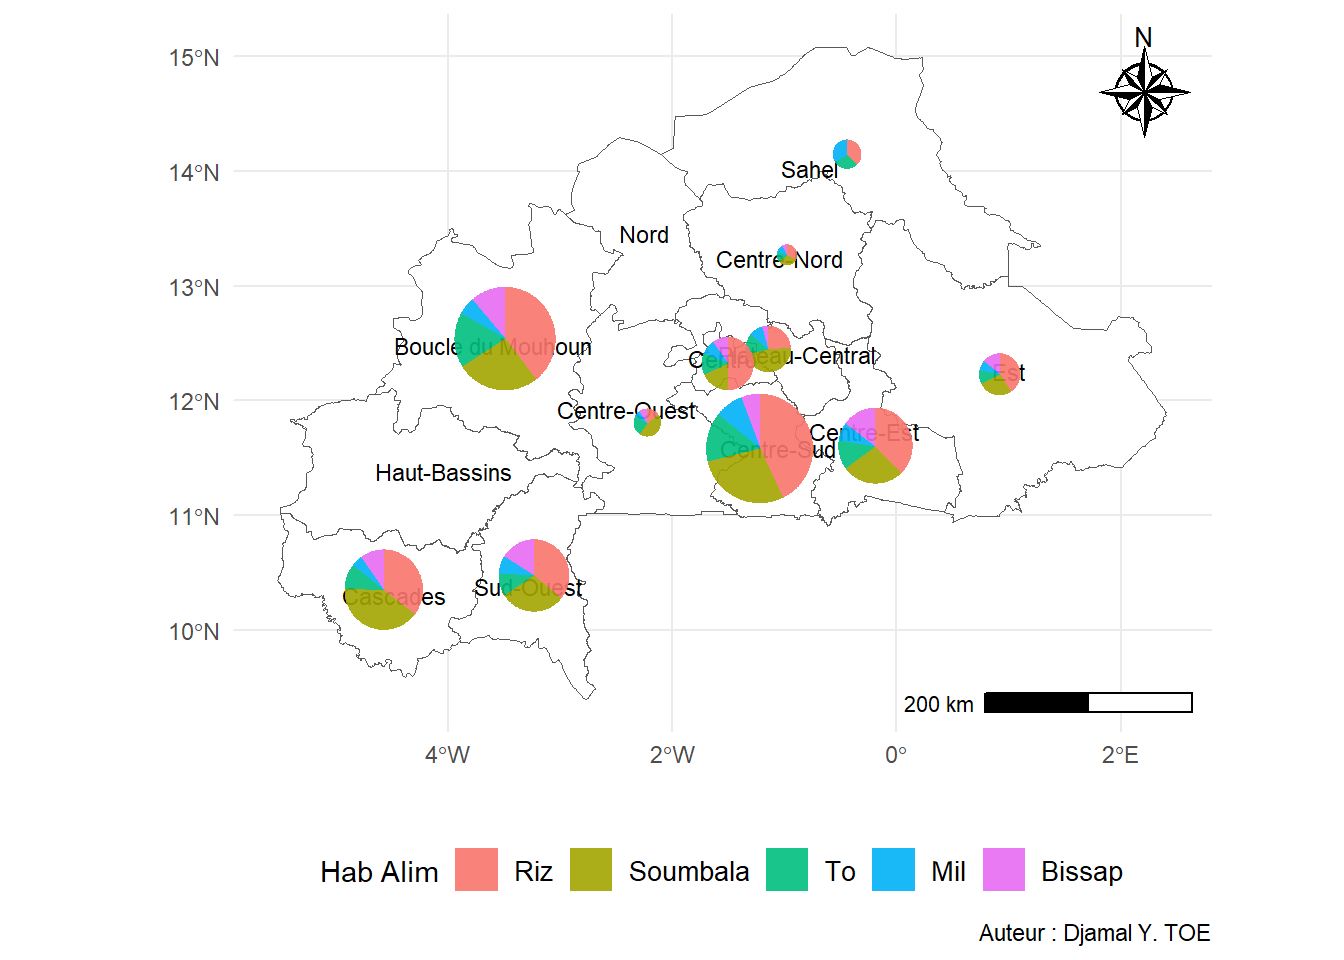 N
15°N
14°N
13°N
12°N
11°N
10°N
Sahel
Nord
Centre-Nord
Boucle du Mouhoun
Centre
Plateau-Central
Est
Centre-Ouest
Centre-Est
Centre-Sud
Haut-Bassins
Sud-Ouest
Cascades
200 km
4°W 2°W 0° 2°E
Hab Alim Riz Soumbala To Mil Bissap
Auteur : Djamal Y. TOE